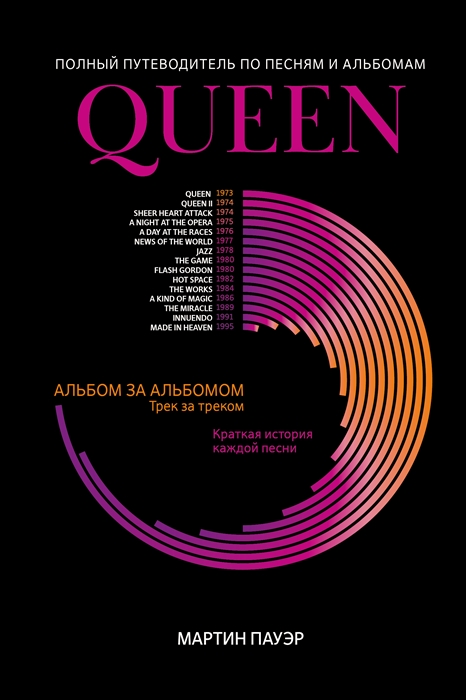 ПОЛНЫЙ ПУТЕВОДИТЕЛЬ ПО ПЕСНЯМ И АЛЬБОМАМ
QUEEN
QUEEN 1973
QUEEN II 1974
SHEER HEART ATTACK 1974
A NIGHT AT THE OPERA 1975
A DAY AT THE RACES 1976
NEWS OF THE WORLD 1977
JAZZ 1978
THE GAME 1980
FLASH GORDON 1980
HOT SPACE 1982
THE WORKS 1984
A KIND OF MAGIC 1986
THE MIRACLE 1989
INNUENDO 1991
MADE IN HEAVEN 1995
АЛЬБОМ ЗА АЛЬБОМОМ
Трек за треком
Краткая история
каждой песни
МАРТИН ПАУЭР